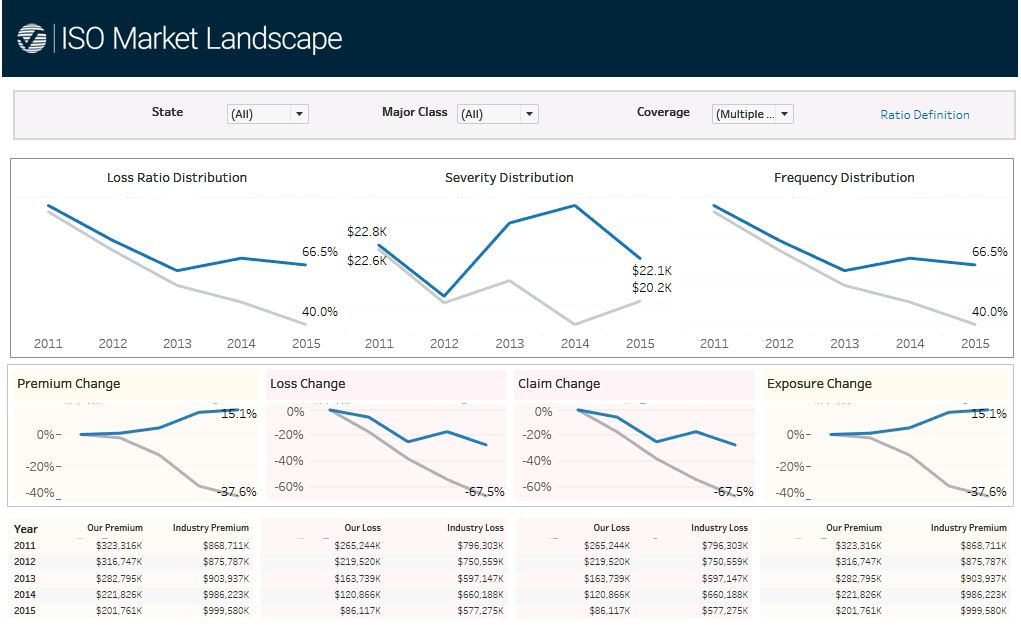 ISO Market Landscape
State (All) Major Class (All) Coverage (Multiple ... Ratio Definition
Loss Ratio Distribution Severity Distribution Frequency Distribution
$22.8K
66.5% $22.6K $22.1K 66.5%
$20.2K
40.0% 40.0%
2011 2012 2013 2014 2015 2011 2012 2013 2014 2015 2011 2012 2013 2014 2015
Premium Change Loss Change Claim Change Exposure Change
15.1% 0% 0% 15.1%
0% -20% -20% 0%
-20% -40% -40% -20%
-40% -37.6% -60% -67.5% -60% -67.5% -40% -37.6%
Year Our Premium Industry Premium Our Loss Industry Loss Our Loss Industry Loss Our Premium Industry Premium
2011 $323,316K $868,711K $265,244K $796,303K $265,244K $796,303K $323,316K $868,711K
2012 $316,747K $875,787K $219,520K $750,559K $219,520K $750,559K $316,747K $875,787K
2013 $282,795K $903,937K $163,739K $597,147K $163,739K $597,147K $282,795K $903,937K
2014 $221,826K $986,223K $120,866K $660,188K $120,866K $660,188K $221,826K $986,223K
2015 $201,761K $999,580K $86,117K $577,275K $86,117K $577,275K $201,761K $999,580K